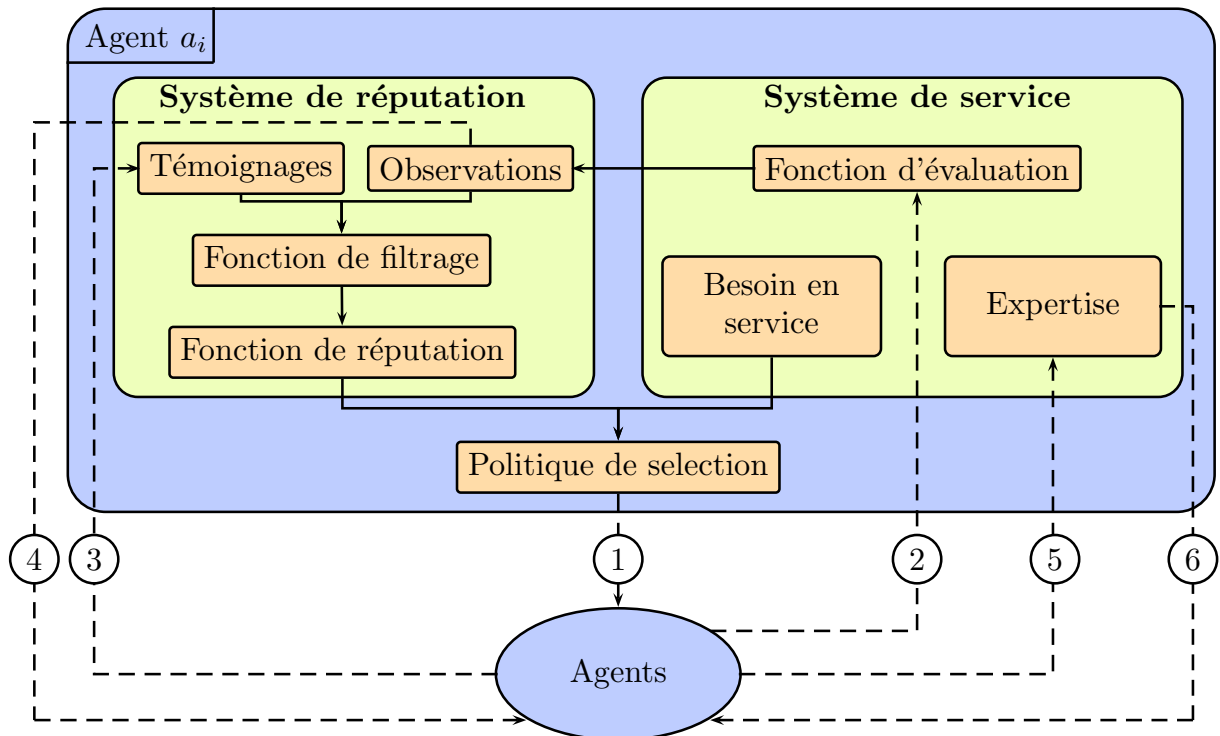 Agent aᵢ
Système de réputation
Système de service
Témoignages
Observations
Fonction d'évaluation
Fonction de filtrage
Besoin en
service
Expertise
Fonction de réputation
Politique de selection
4
3
1
2
5
6
Agents